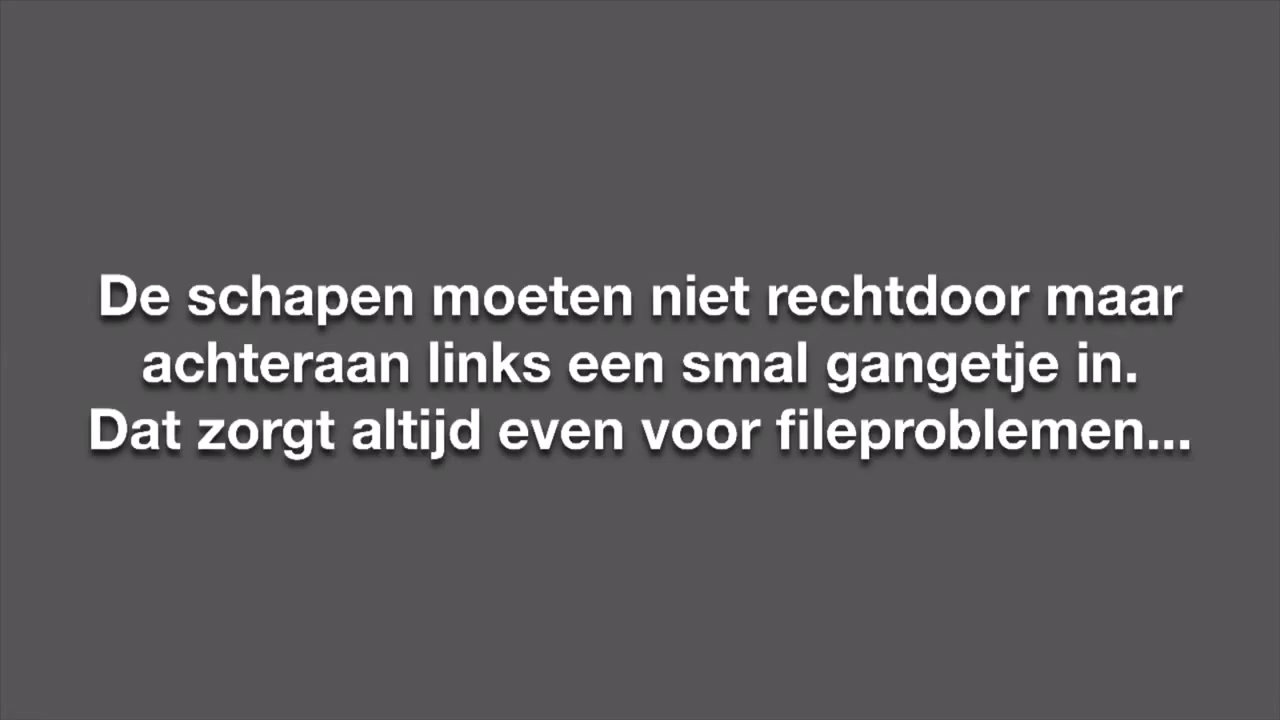 De schapen moeten niet rechtdoor maar
achteraan links een smal gangetje in.
Dat zorgt altijd even voor fileproblemen...